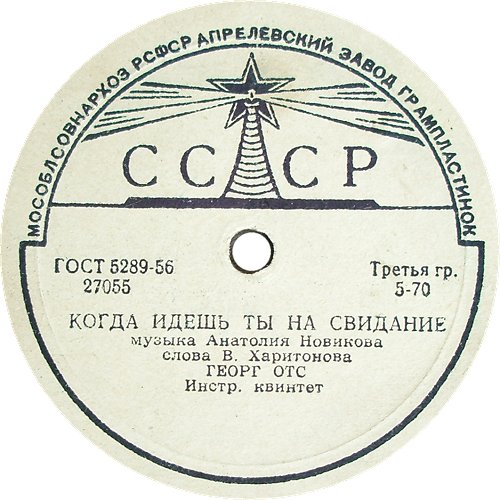 МОСОБЛСОВНАРХОЗ РСФСР АПРЕЛЕВСКИЙ ЗАВОД ГРАМПЛАСТИНОК
СССР
ГОСТ 5289-56
27055
Третья гр.
5-70
КОГДА ИДЕШЬ ТЫ НА СВИДАНИЕ
музыка Анатолия Новикова
слова В. Харитонова
ГЕОРГ ОТС
Инстр. квинтет